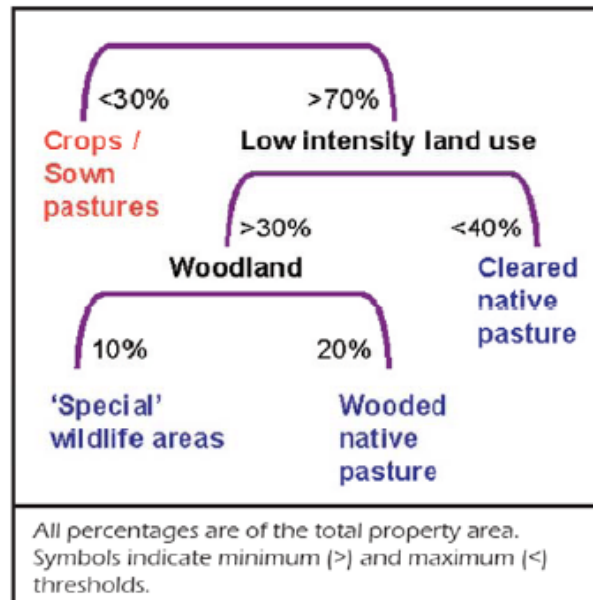 <30%
>70%
Crops /
Sown
pastures
Low intensity land use
>30%
<40%
Woodland
Cleared
native
pasture
10%
20%
'Special'
wildlife areas
Wooded
native
pasture
All percentages are of the total property area.
Symbols indicate minimum (>) and maximum (<)
thresholds.